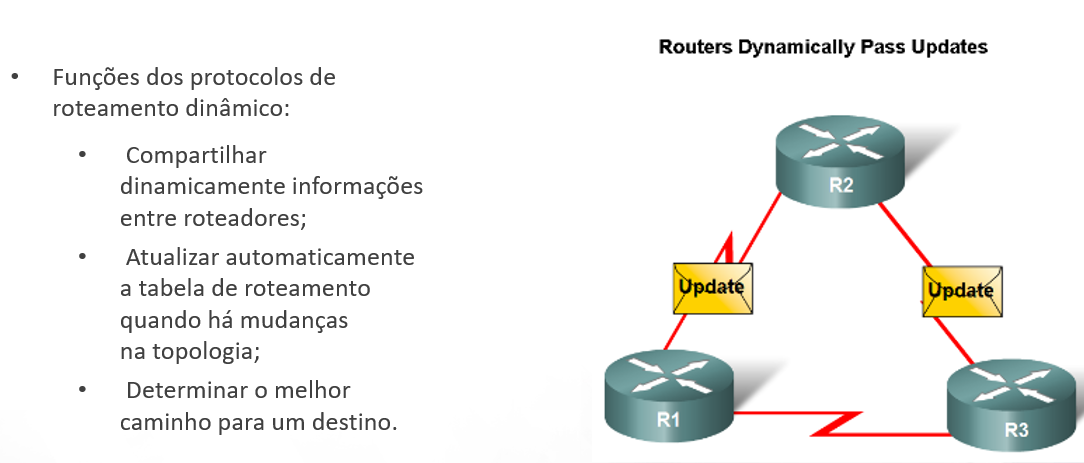 • Funções dos protocolos de
roteamento dinâmico:
• Compartilhar
dinamicamente informações
entre roteadores;
• Atualizar automaticamente
a tabela de roteamento
quando há mudanças
na topologia;
• Determinar o melhor
caminho para um destino.
Routers Dynamically Pass Updates
R2
Update
Update
R1
R3